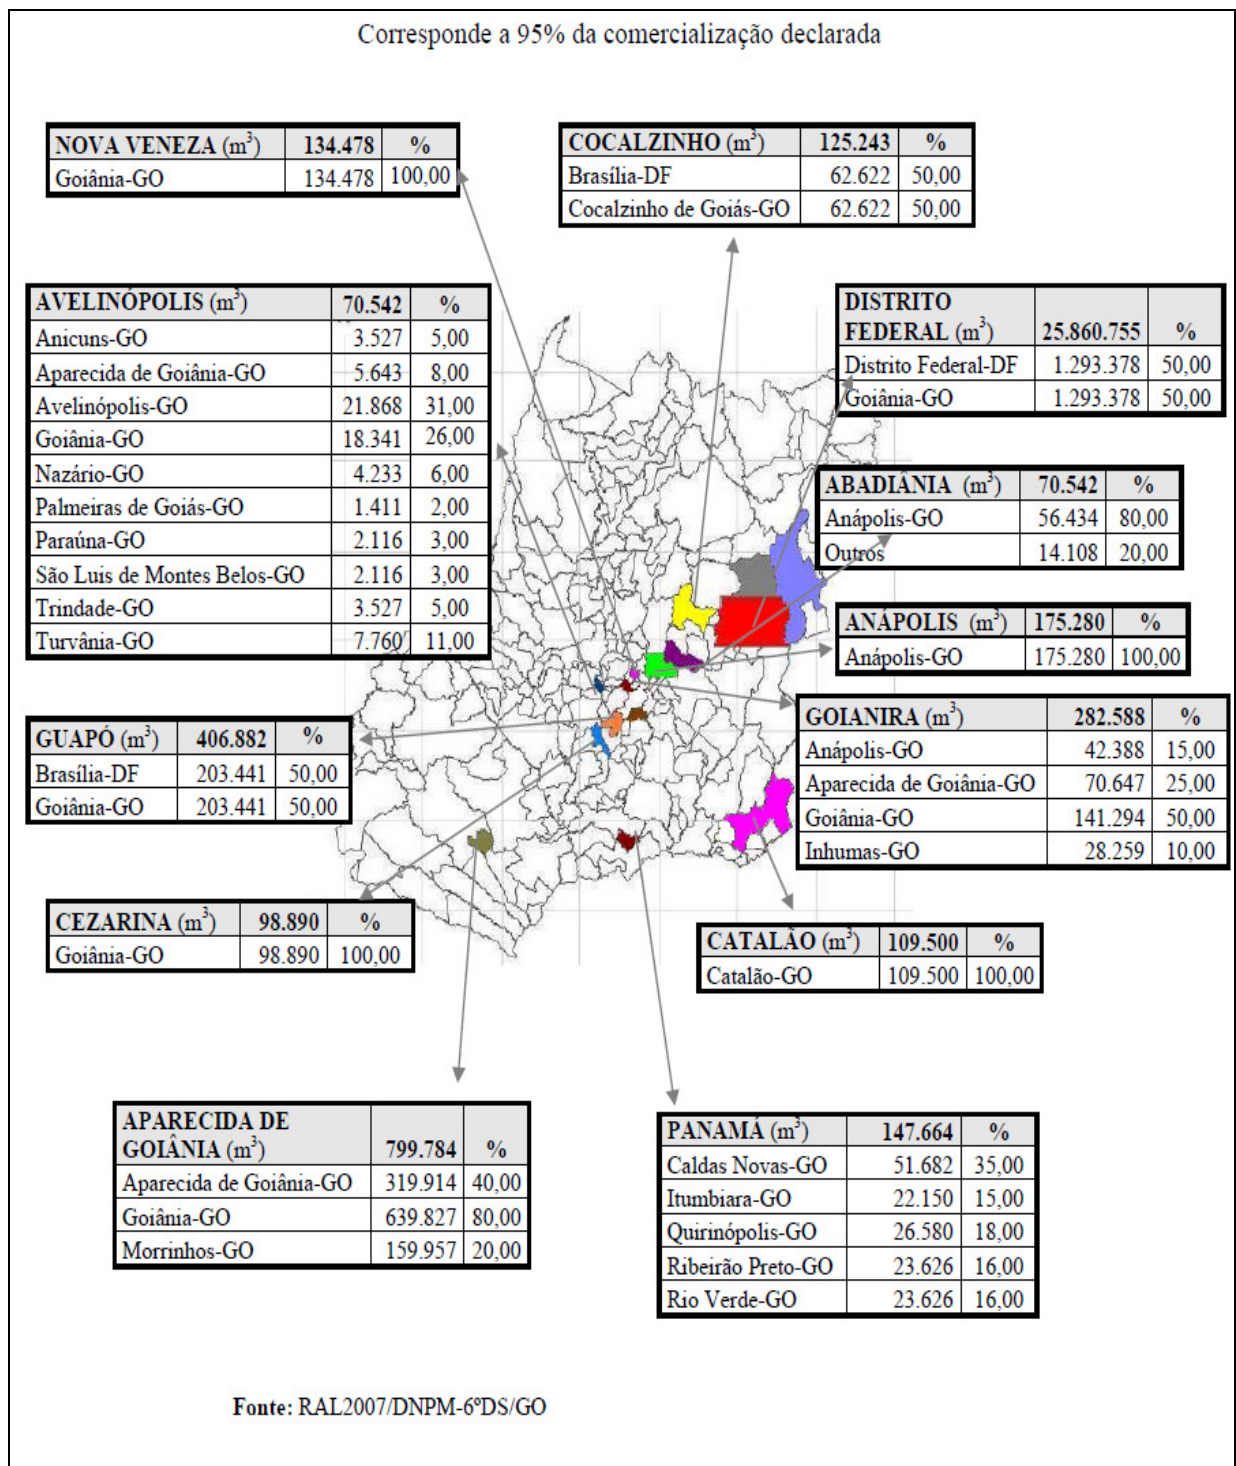 Corresponde a 95% da comercialização declarada
NOVA VENEZA (m³) 134.478 %
Goiânia-GO 134.478 100,00
COCALZINHO (m³) 125.243 %
Brasília-DF 62.622 50,00
Cocalzinho de Goiás-GO 62.622 50,00
AVELINÓPOLIS (m³) 70.542 %
Anicuns-GO 3.527 5,00
Aparecida de Goiânia-GO 5.643 8,00
Avelinópolis-GO 21.868 31,00
Goiânia-GO 18.341 26,00
Nazário-GO 4.233 6,00
Palmeiras de Goiás-GO 1.411 2,00
Paraúna-GO 2.116 3,00
São Luis de Montes Belos-GO 2.116 3,00
Trindade-GO 3.527 5,00
Turvânia-GO 7.760 11,00
DISTRITO
FEDERAL (m³) 25.860.755 %
Distrito Federal-DF 1.293.378 50,00
Goiânia-GO 1.293.378 50,00
ABADIÂNIA (m³) 70.542 %
Anápolis-GO 56.434 80,00
Outros 14.108 20,00
ANÁPOLIS (m³) 175.280 %
Anápolis-GO 175.280 100,00
GUAPÓ (m³) 406.882 %
Brasília-DF 203.441 50,00
Goiânia-GO 203.441 50,00
GOIANIRA (m³) 282.588 %
Anápolis-GO 42.388 15,00
Aparecida de Goiânia-GO 70.647 25,00
Goiânia-GO 141.294 50,00
Inhumas-GO 28.259 10,00
CEZARINA (m³) 98.890 %
Goiânia-GO 98.890 100,00
CATALÃO (m³) 109.500 %
Catalão-GO 109.500 100,00
APARECIDA DE
GOIÂNIA (m³) 799.784 %
Aparecida de Goiânia-GO 319.914 40,00
Goiânia-GO 639.827 80,00
Morrinhos-GO 159.957 20,00
PANAMÁ (m³) 147.664 %
Caldas Novas-GO 51.682 35,00
Itumbiara-GO 22.150 15,00
Quirinópolis-GO 26.580 18,00
Ribeirão Preto-GO 23.626 16,00
Rio Verde-GO 23.626 16,00
Fonte: RAL2007/DNPM-6ºDS/GO